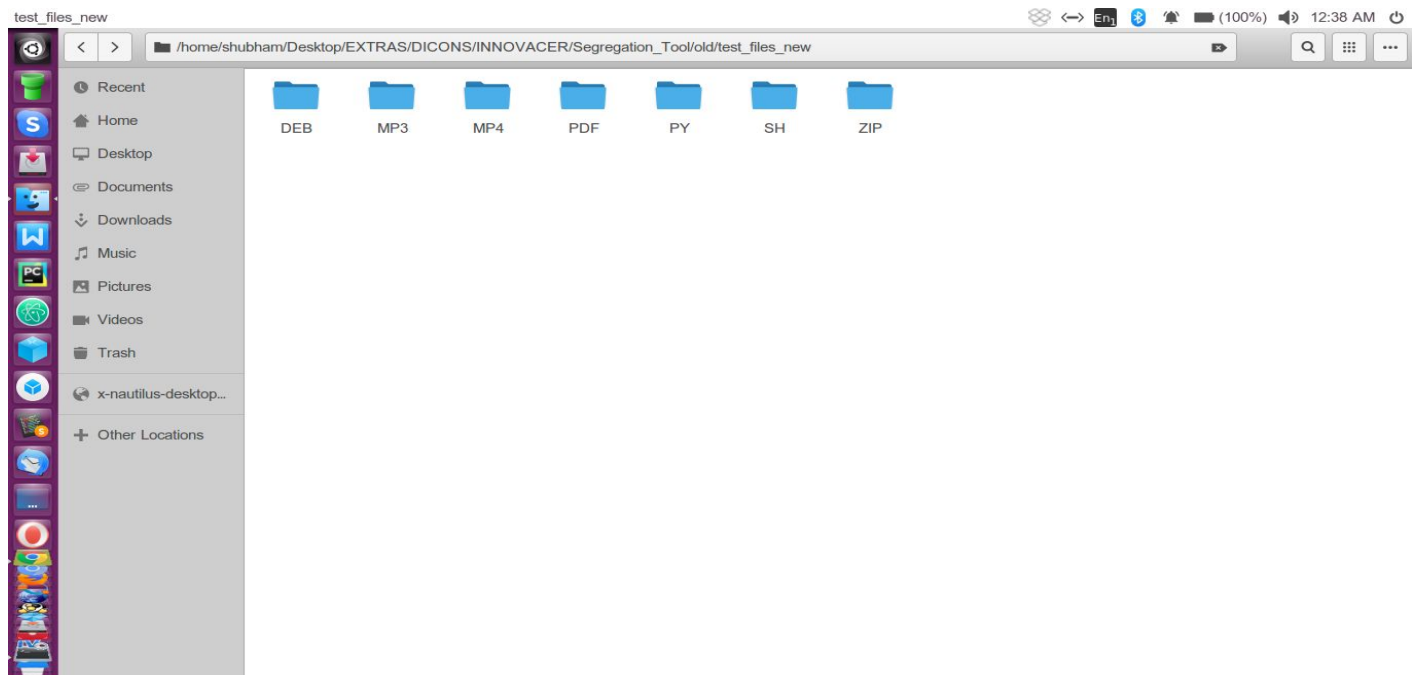 test_files_new
En1 (100%) 12:38 AM
/home/shubham/Desktop/EXTRAS/DICONS/INNOVACER/Segregation_Tool/old/test_files_new
Recent
Home
Desktop
Documents
Downloads
Music
Pictures
Videos
Trash
x-nautilus-desktop...
Other Locations
DEB MP3 MP4 PDF PY SH ZIP
S
W
PC